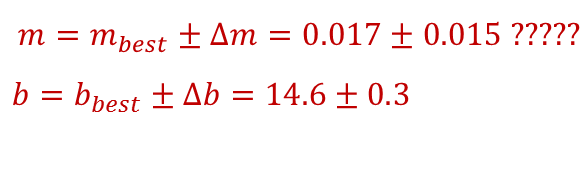 m = m_best ± Δm = 0.017 ± 0.015 ?????
b = b_best ± Δb = 14.6 ± 0.3